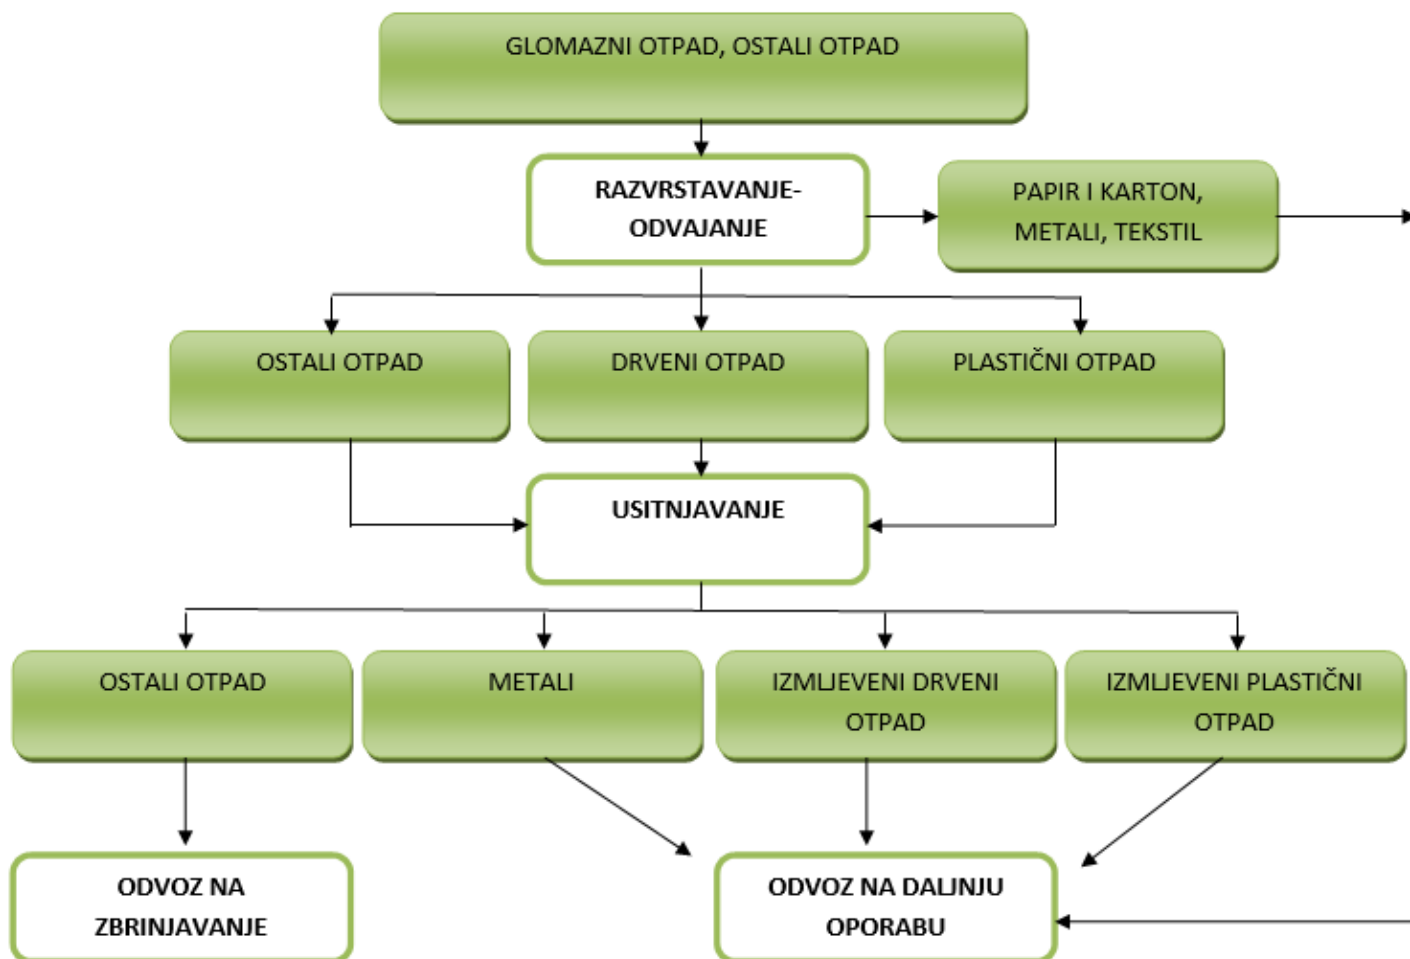 GLOMAZNI OTPAD, OSTALI OTPAD
RAZVRSTAVANJE-
ODVAJANJE
PAPIR I KARTON,
METALI, TEKSTIL
OSTALI OTPAD
DRVENI OTPAD
PLASTIČNI OTPAD
USITNJAVANJE
OSTALI OTPAD
METALI
IZMLJEVENI DRVENI
OTPAD
IZMLJEVENI PLASTIČNI
OTPAD
ODVOZ NA
ZBRINJAVANJE
ODVOZ NA DALJNJU
OPORABU